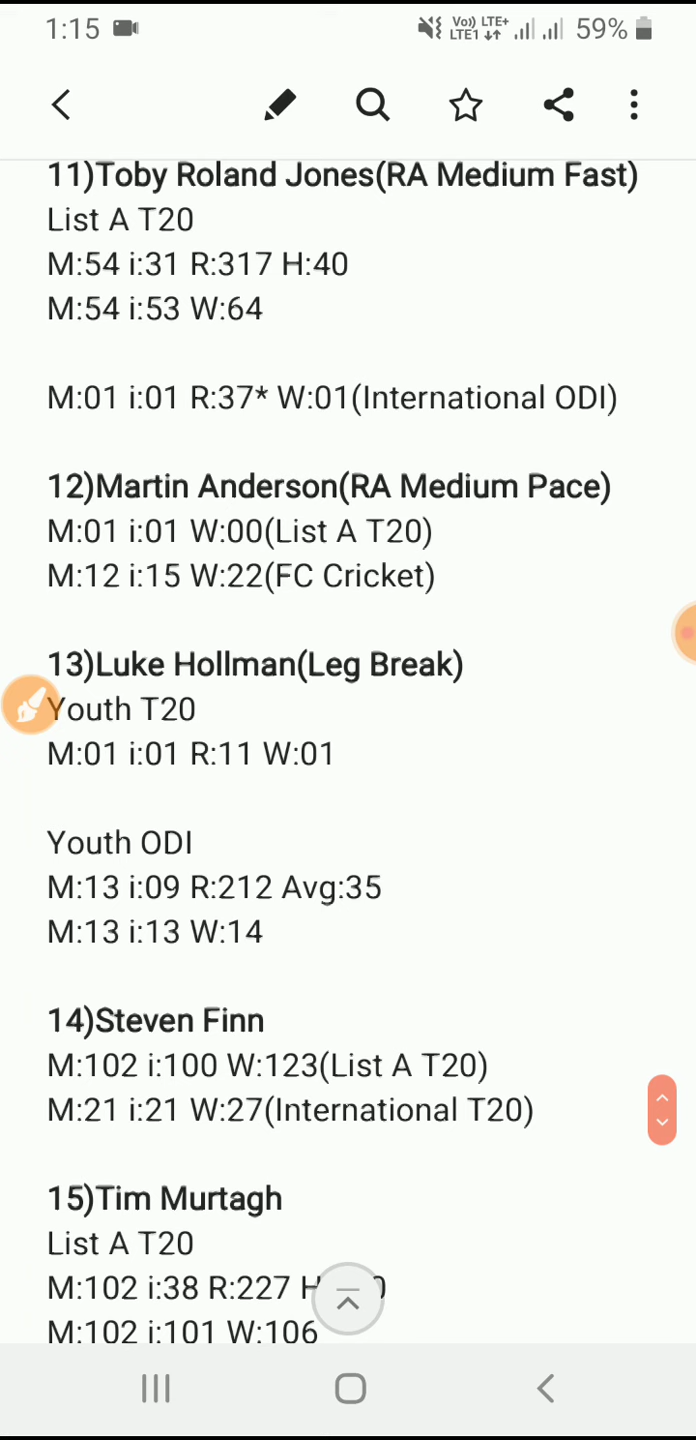 1:15
Vo)) LTE+
LTE1
59%
11)Toby Roland Jones(RA Medium Fast)
List A T20
M:54 i:31 R:317 H:40
M:54 i:53 W:64
M:01 i:01 R:37* W:01(International ODI)
12)Martin Anderson(RA Medium Pace)
M:01 i:01 W:00(List A T20)
M:12 i:15 W:22(FC Cricket)
13)Luke Hollman(Leg Break)
Youth T20
M:01 i:01 R:11 W:01
Youth ODI
M:13 i:09 R:212 Avg:35
M:13 i:13 W:14
14)Steven Finn
M:102 i:100 W:123(List A T20)
M:21 i:21 W:27(International T20)
15)Tim Murtagh
List A T20
M:102 i:38 R:227
M:102 i:101 W:106